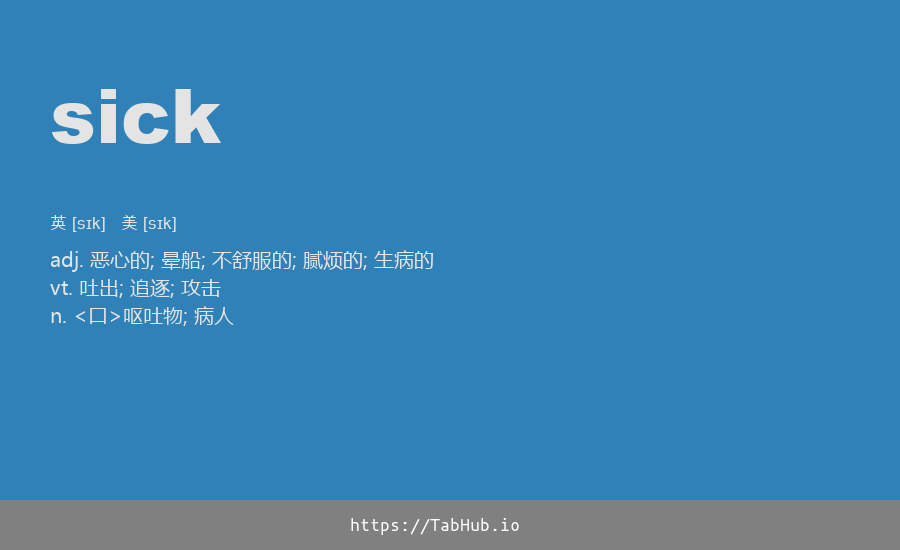 sick
英 [sɪk] 美 [sɪk]
adj. 恶心的; 晕船; 不舒服的; 腻烦的; 生病的
vt. 吐出; 追逐; 攻击
n. <口>呕吐物; 病人
https://TabHub.io